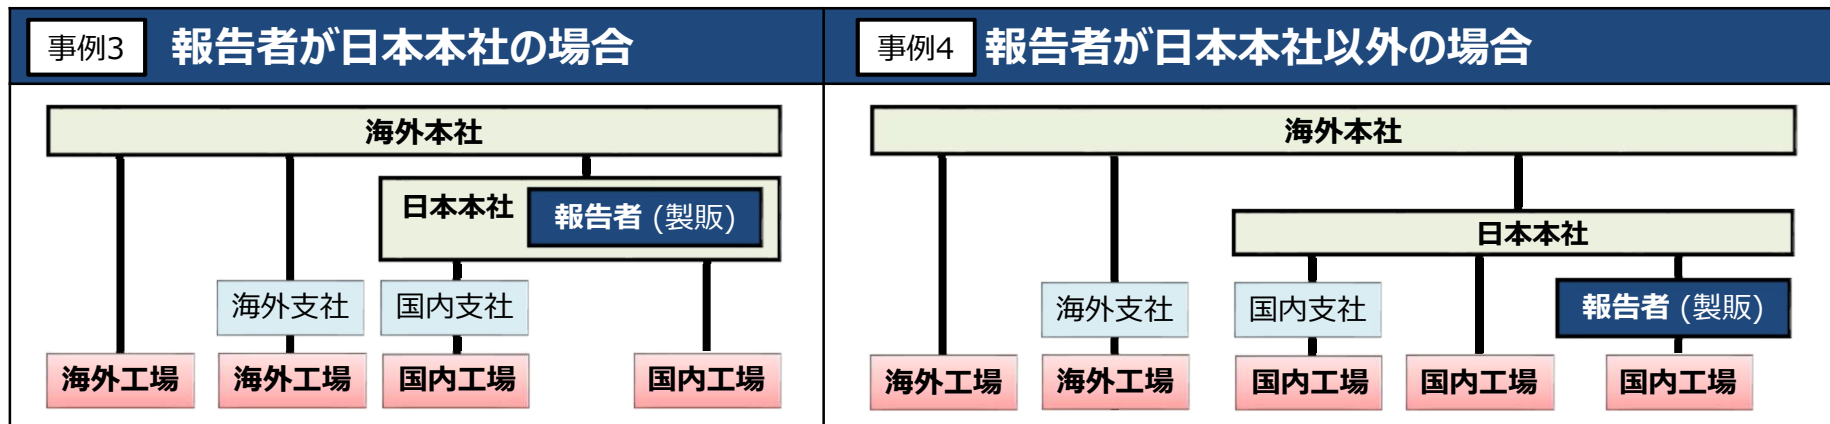 事例3 報告者が日本本社の場合
海外本社
日本本社 報告者 (製販)
海外支社 国内支社
海外工場 海外工場 国内工場 国内工場
事例4 報告者が日本本社以外の場合
海外本社
日本本社
海外支社 国内支社 報告者 (製販)
海外工場 海外工場 国内工場 国内工場 国内工場